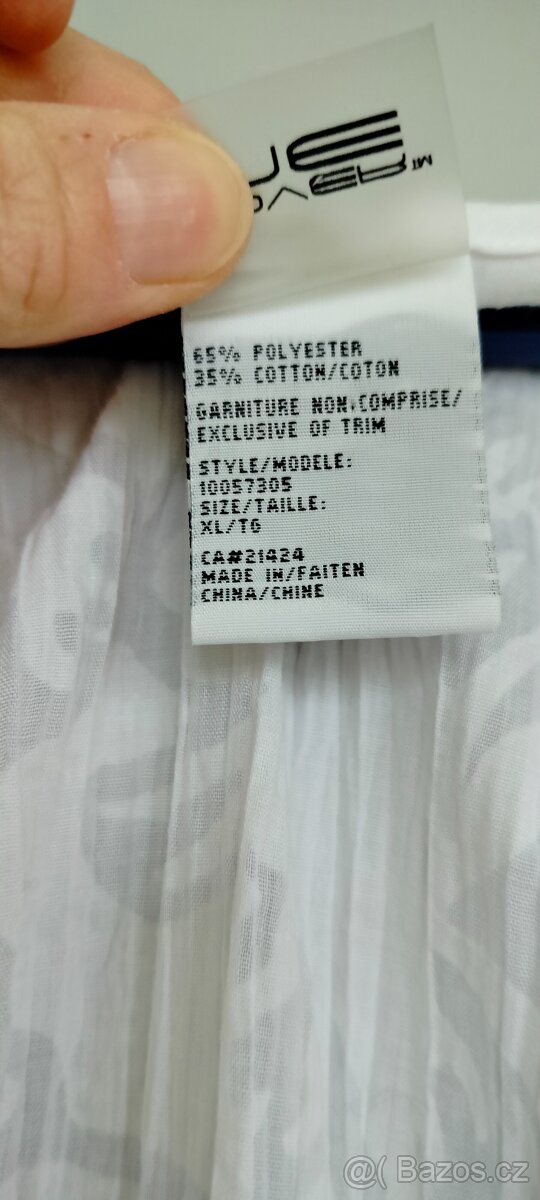 65% POLYESTER
35% COTTON/COTON
GARNITURE NON COMPRISE/
EXCLUSIVE OF TRIM
STYLE/MODELE:
10057305
SIZE/TAILLE:
XL/TG
CA#21424
MADE IN/FAITEN
CHINA/CHINE
@ Bazos.cz